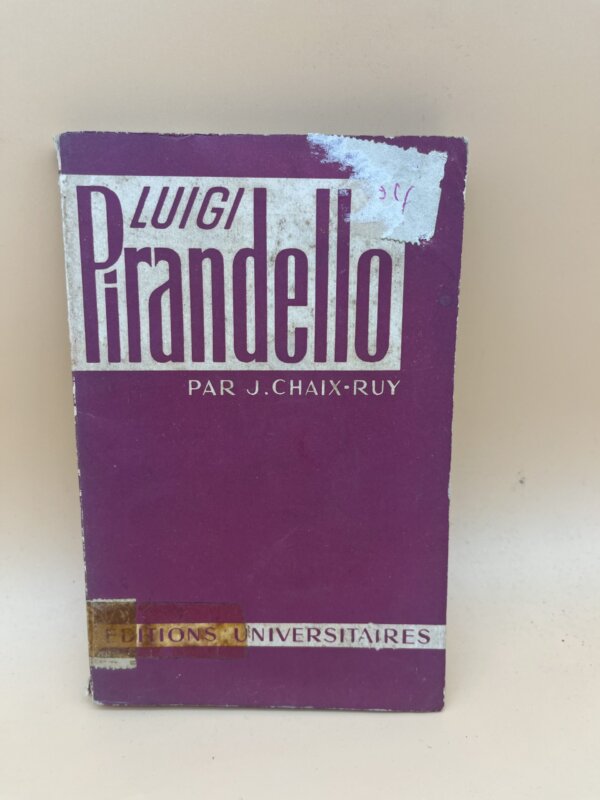 LUIGI
Pirandello
PAR J. CHAIX-RUY
EDITIONS UNIVERSITAIRES